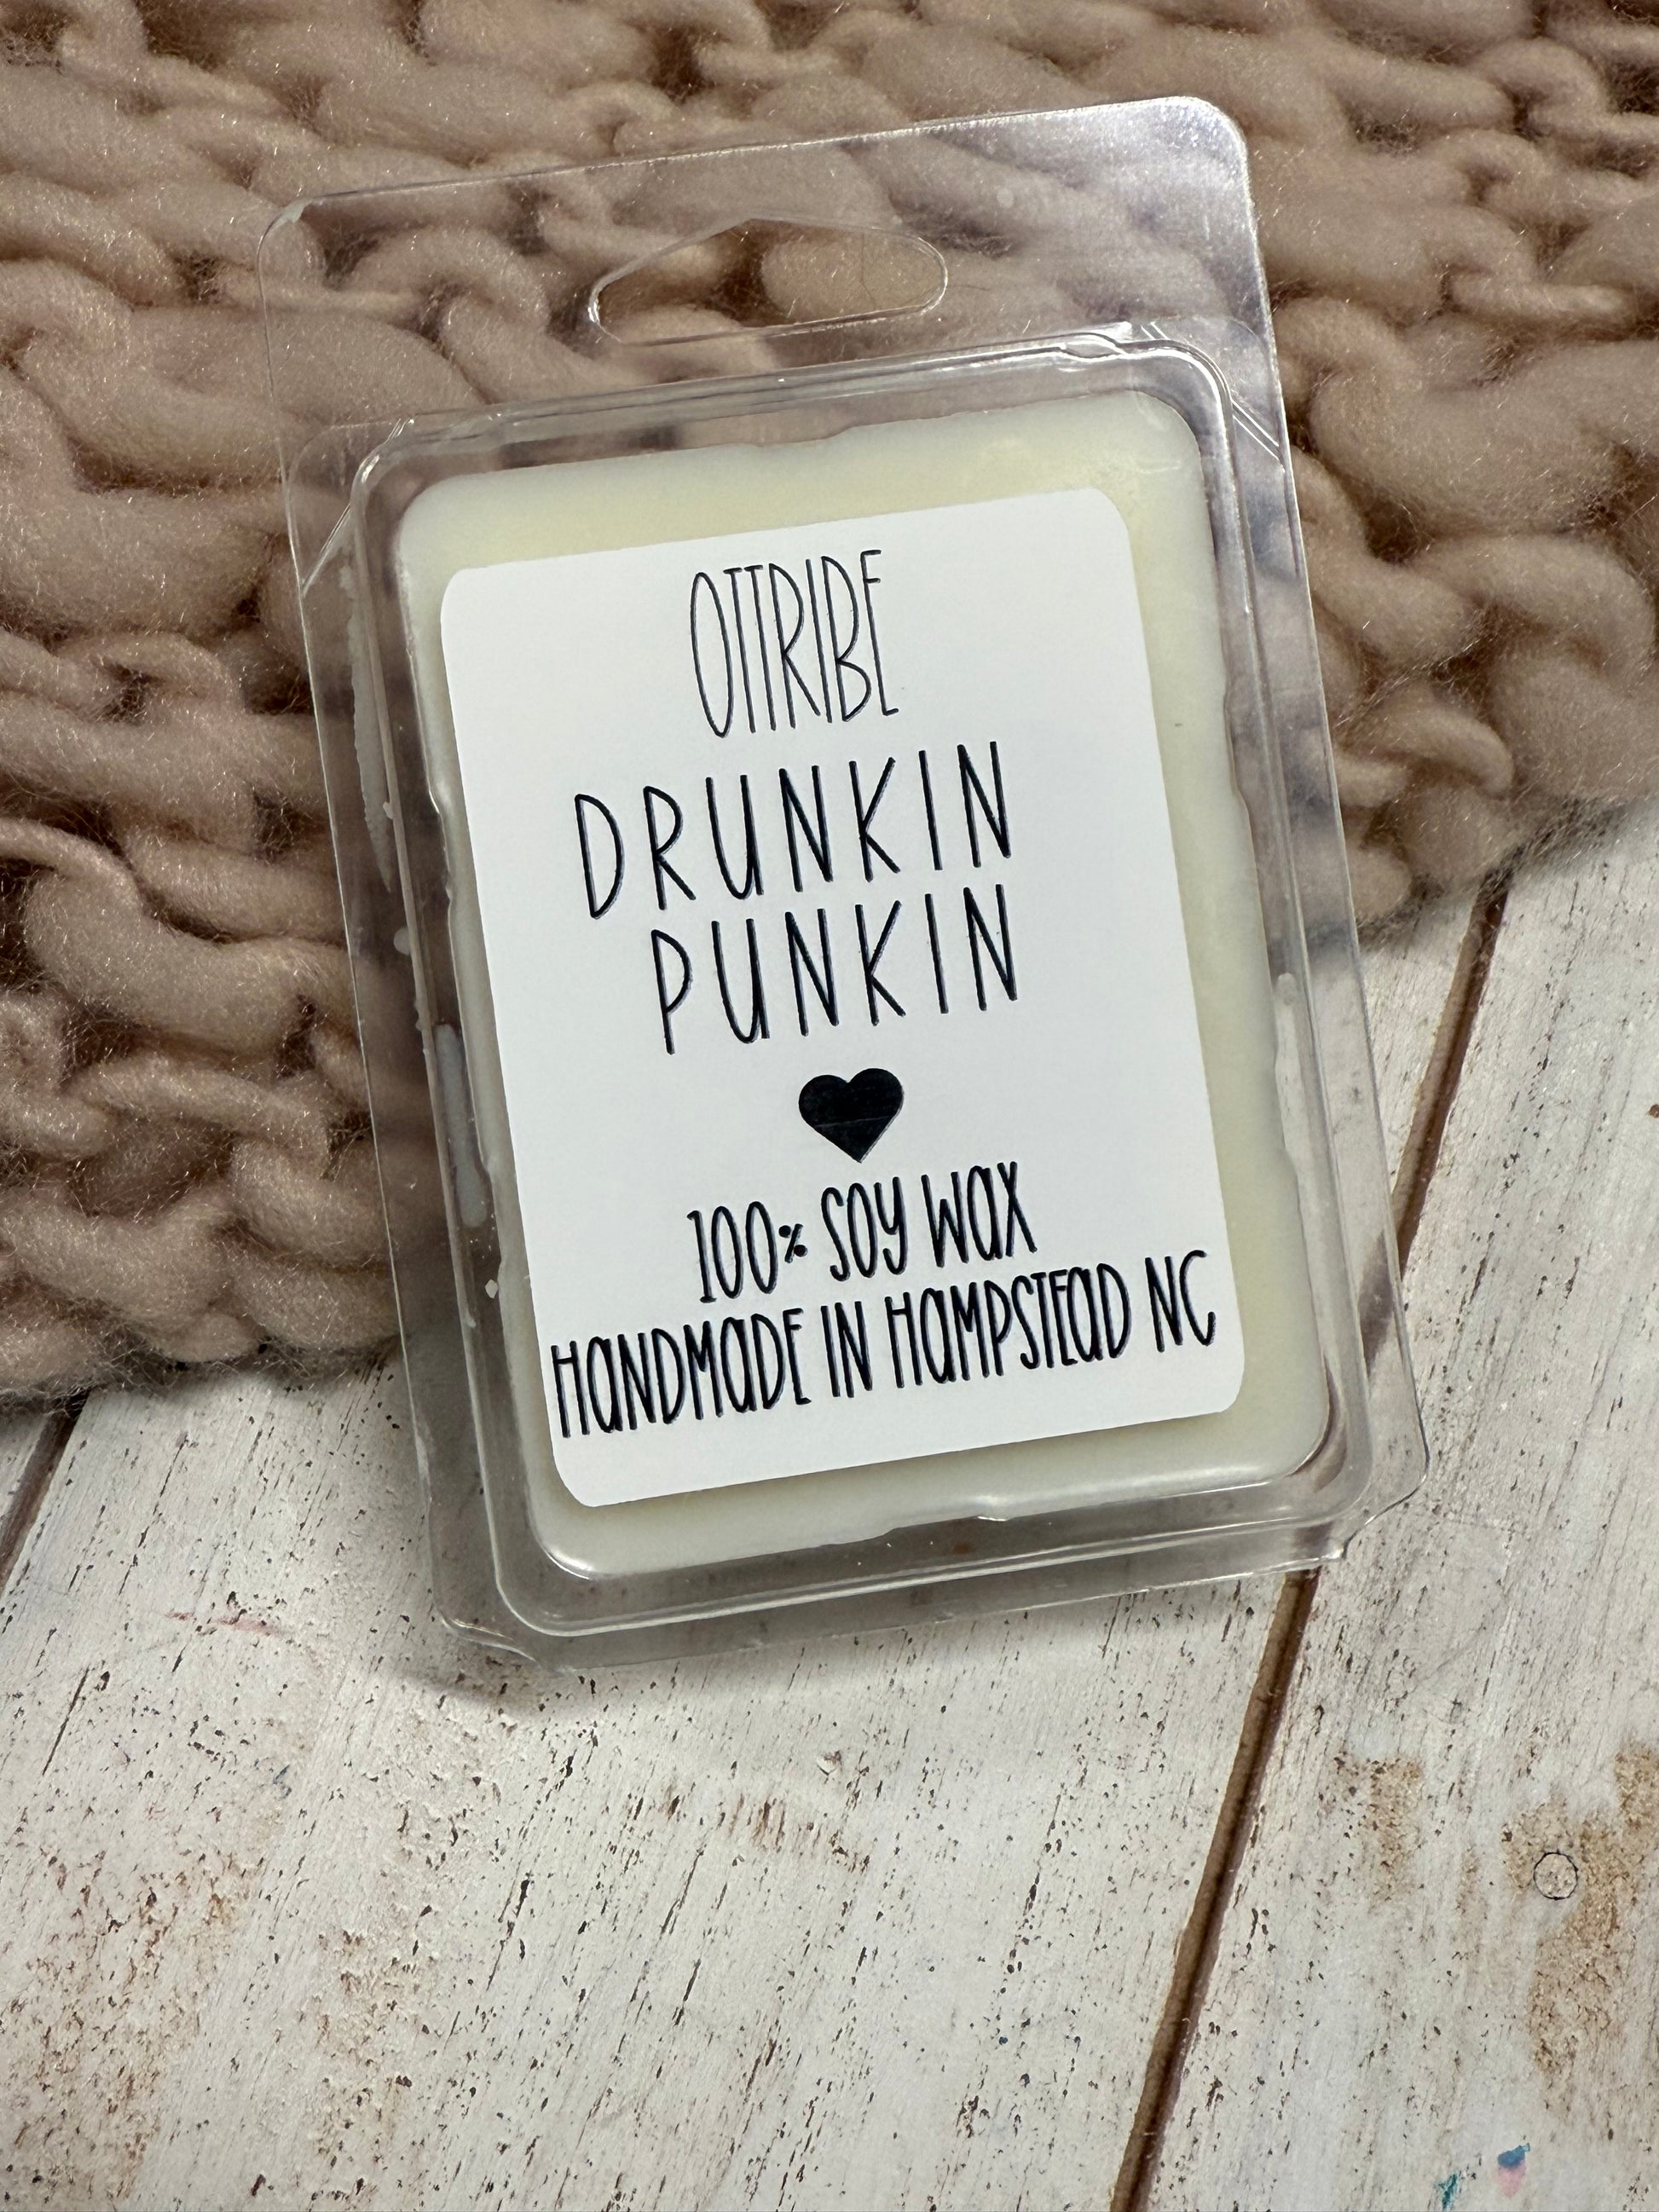 OTTRIBE
DRUNKIN
PUNKIN
100% SOY WAX
HANDMADE IN HAMPSTEAD NC